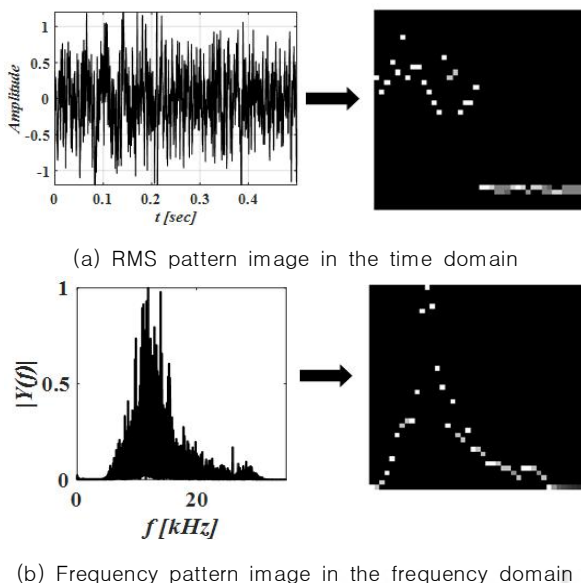 1
0.5
0
-0.5
-1
Amplitude
0 0.1 0.2 0.3 0.4
t [sec]
(a) RMS pattern image in the time domain
1
0.5
0
|Y(f)|
0 20
f [kHz]
(b) Frequency pattern image in the frequency domain